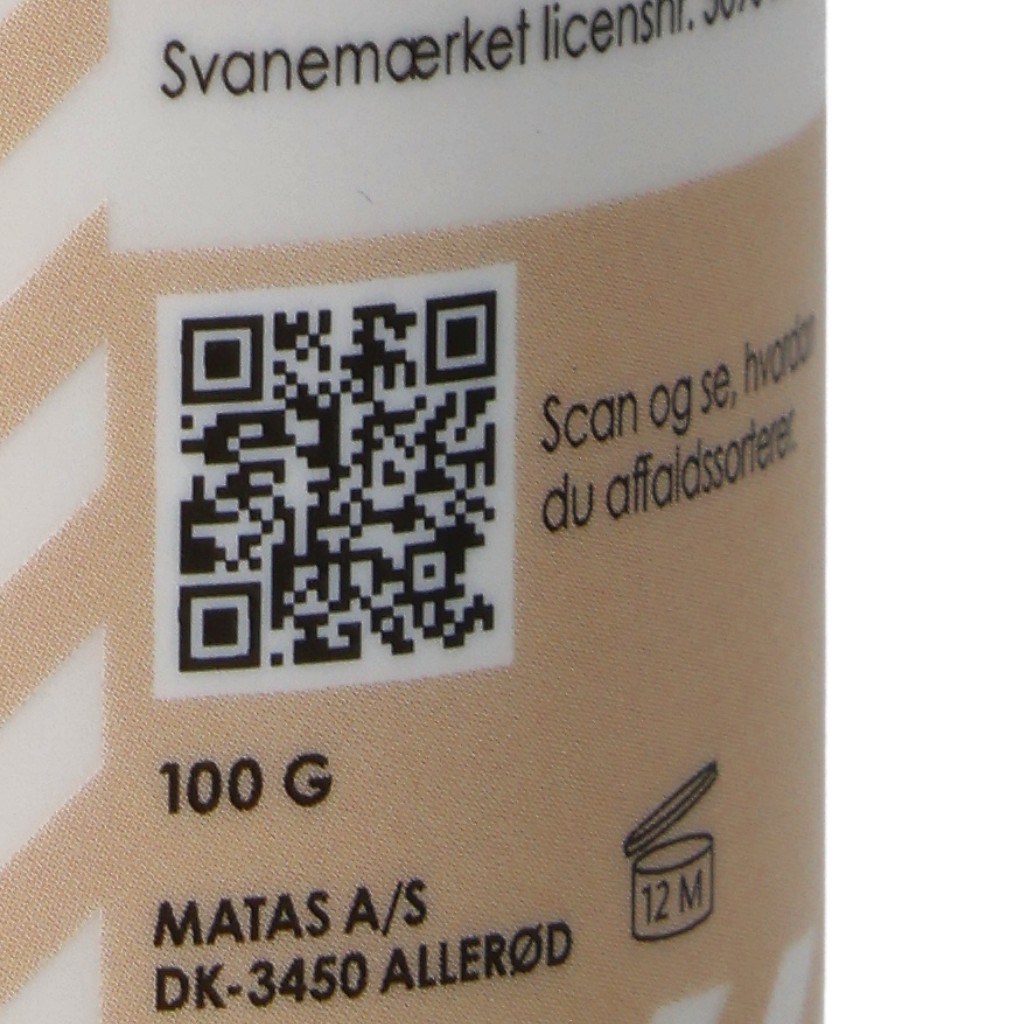 Svanemærket licensnr.
Scan og se, hvordan
du affaldssorterer.
100 G
12 M
MATAS A/S
DK-3450 ALLERØD